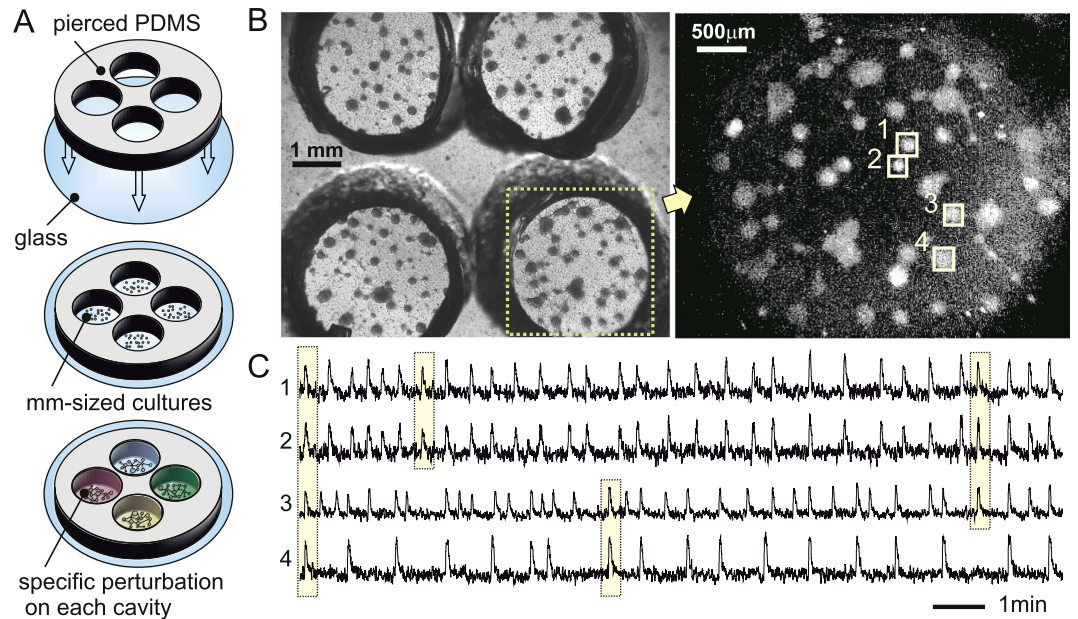 A
pierced PDMS
glass
mm-sized cultures
specific perturbation
on each cavity
B
1 mm
500μm
1
2
3
4
C
1
2
3
4
1min